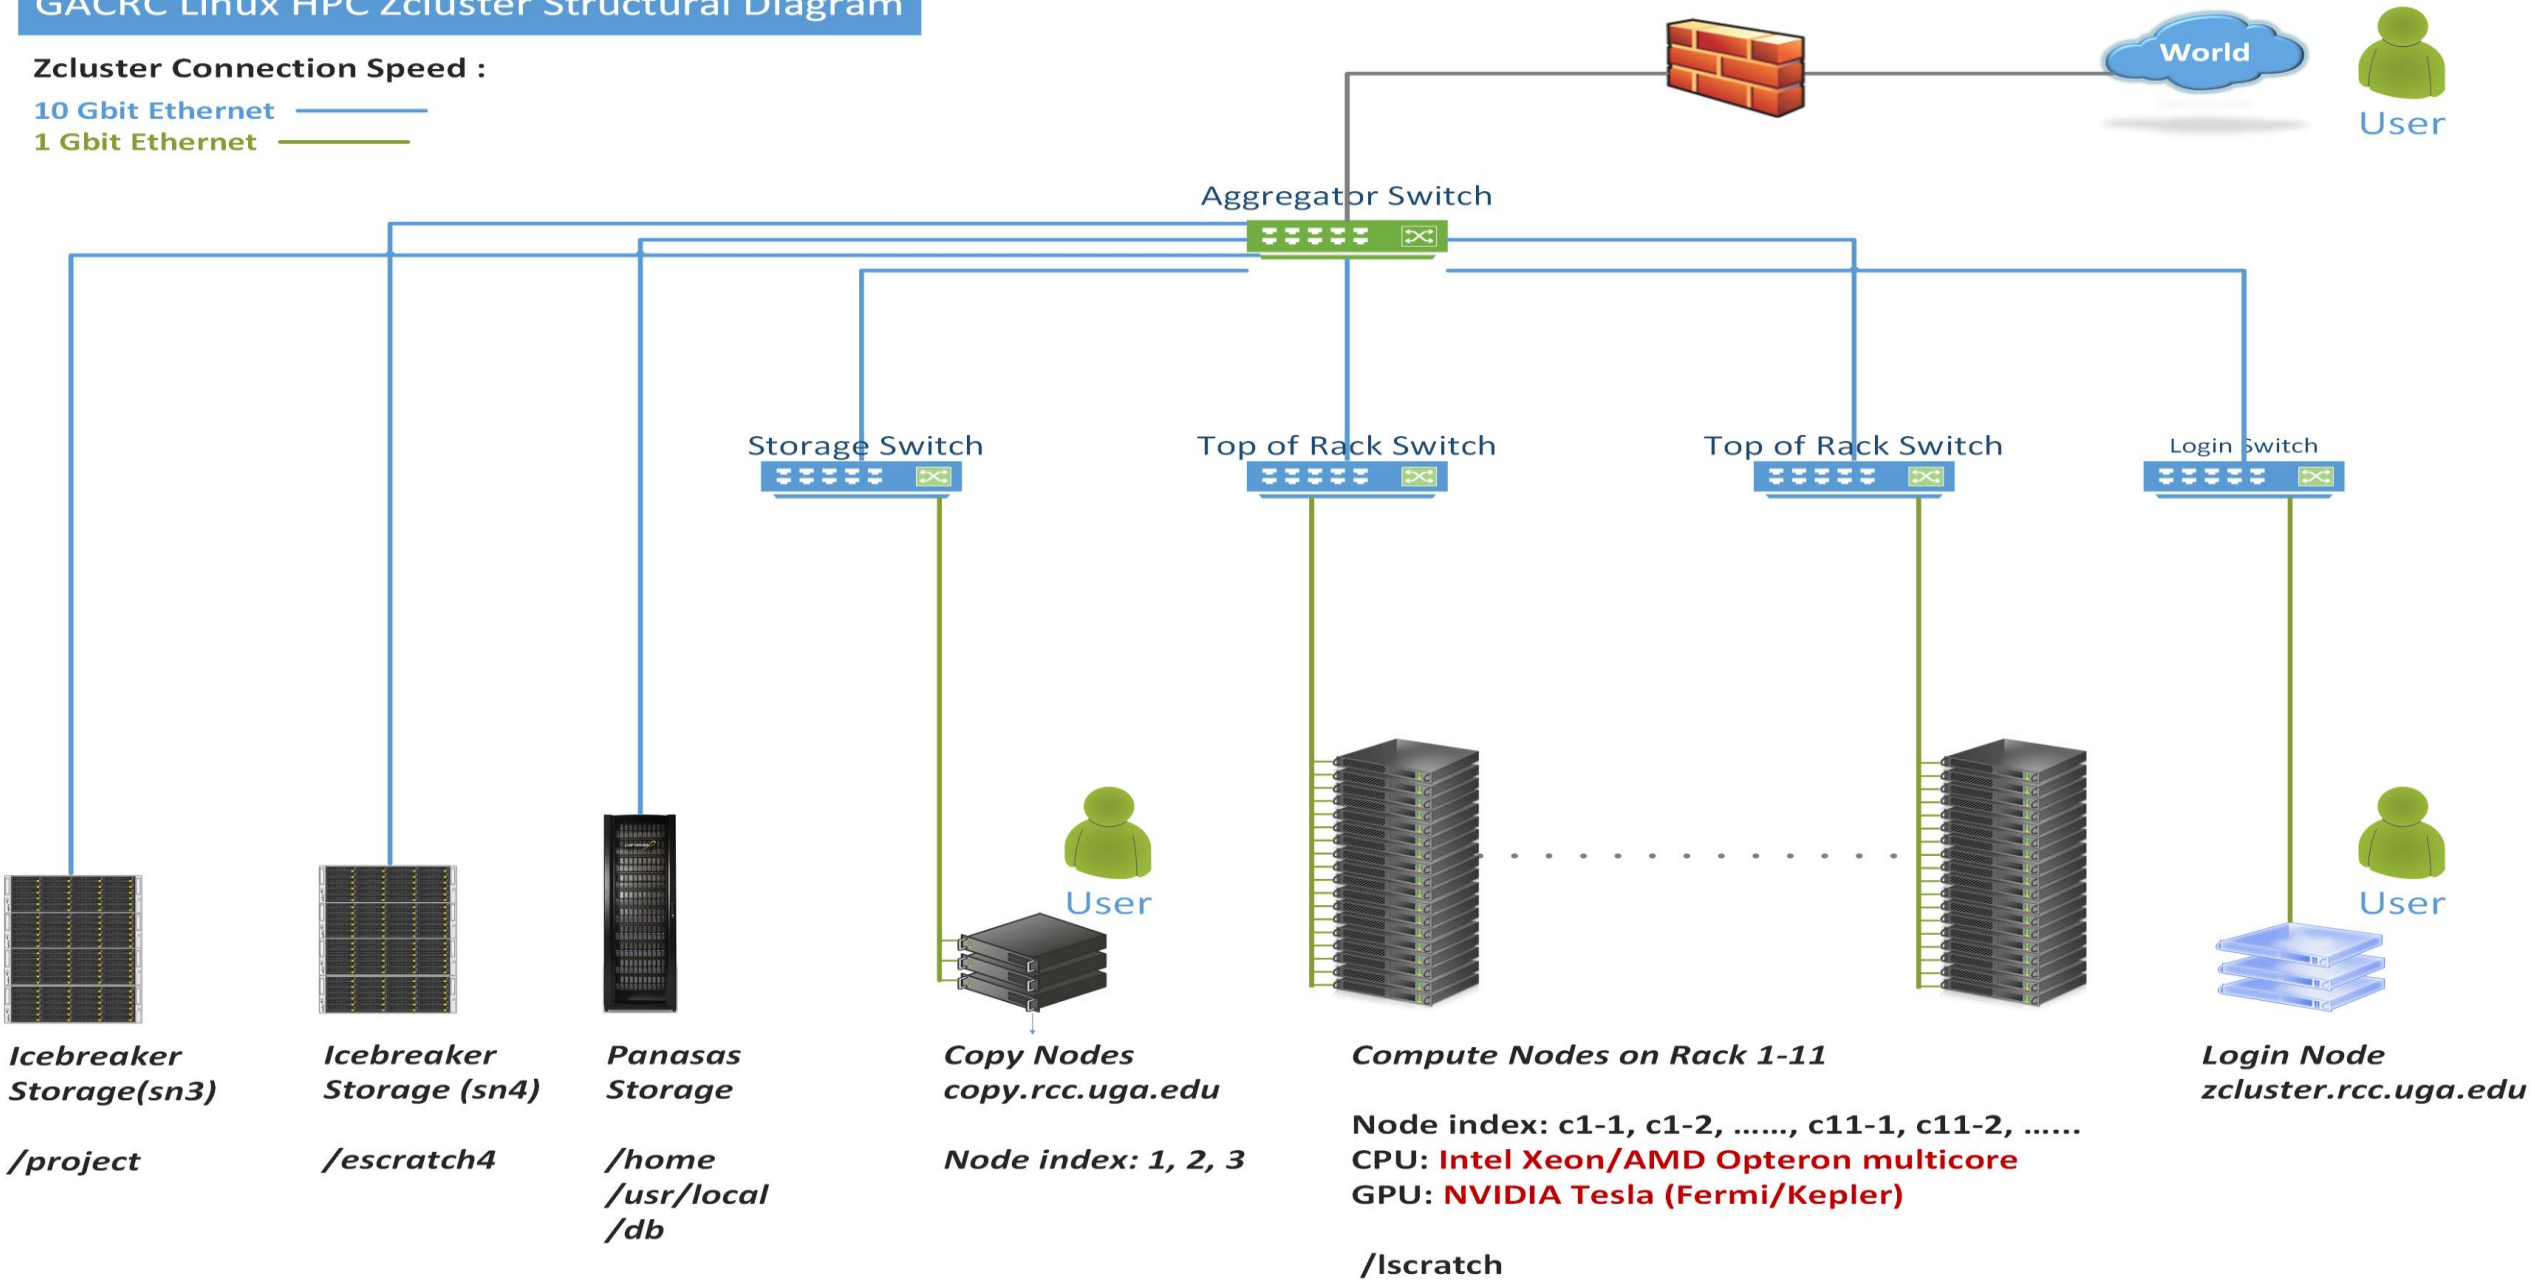 GACRC Linux HPC Zcluster Structural Diagram
Zcluster Connection Speed :
10 Gbit Ethernet
1 Gbit Ethernet
World
User
Aggregator Switch
Storage Switch
Top of Rack Switch
Top of Rack Switch
Login Switch
User
User
Icebreaker
Storage(sn3)
/project
Icebreaker
Storage (sn4)
/escratch4
Panasas
Storage
/home
/usr/local
/db
Copy Nodes
copy.rcc.uga.edu
Node index: 1, 2, 3
Compute Nodes on Rack 1-11
Node index: c1-1, c1-2, ……, c11-1, c11-2, ……
CPU: Intel Xeon/AMD Opteron multicore
GPU: NVIDIA Tesla (Fermi/Kepler)
/lscratch
Login Node
zcluster.rcc.uga.edu